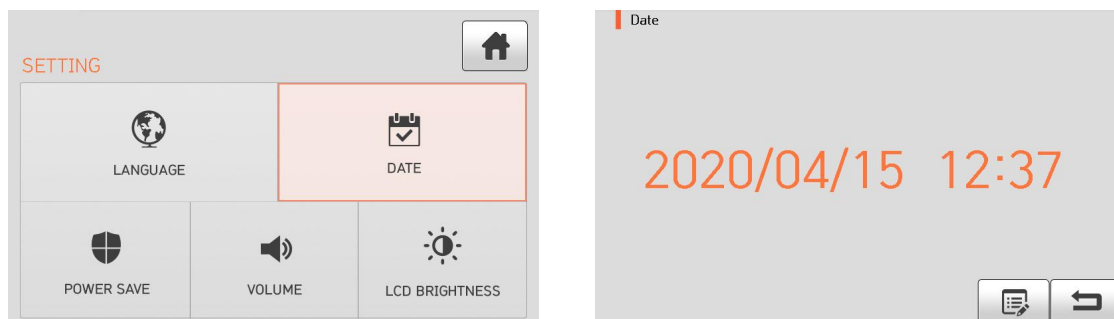 SETTING
LANGUAGE
DATE
POWER SAVE
VOLUME
LCD BRIGHTNESS
Date
2020/04/15 12:37